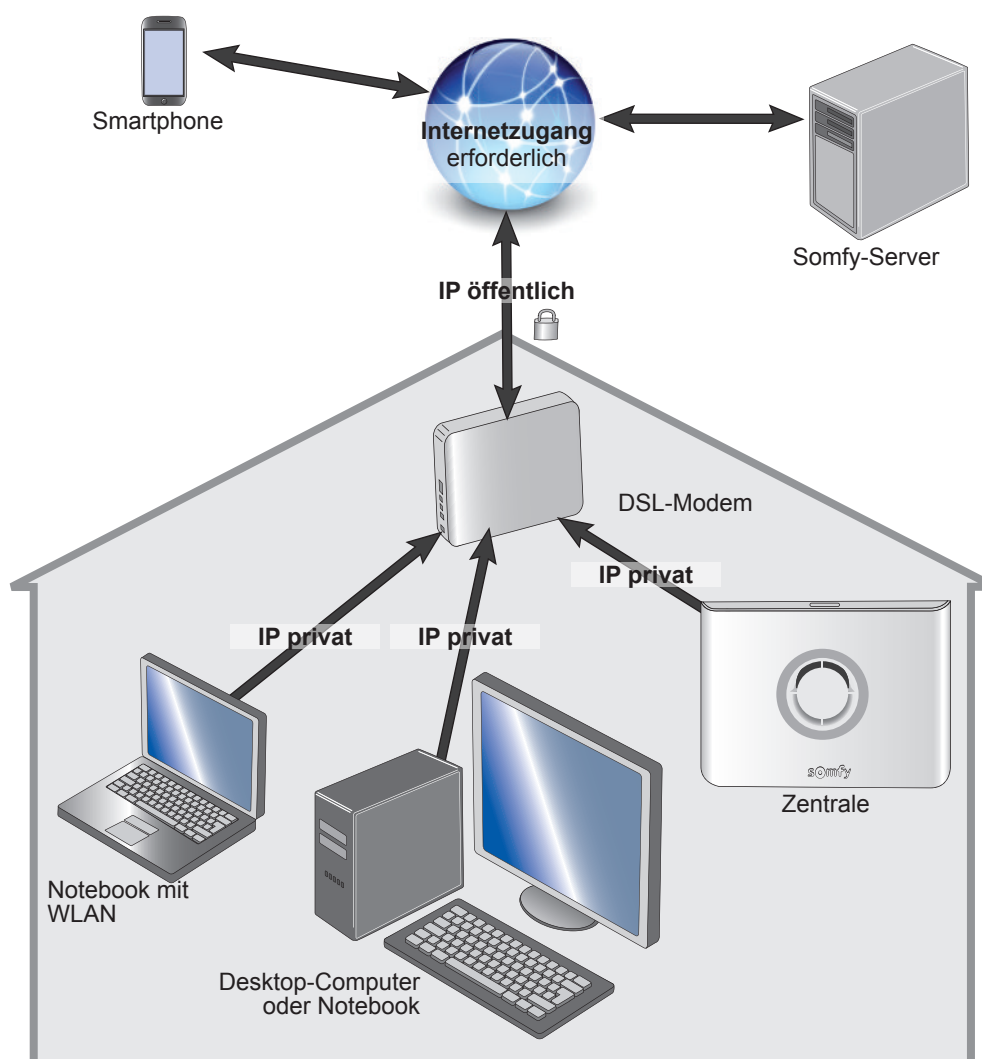 Smartphone
Internetzugang
erforderlich
Somfy-Server
IP öffentlich
DSL-Modem
IP privat
IP privat
IP privat
somfy
Zentrale
Notebook mit
WLAN
Desktop-Computer
oder Notebook